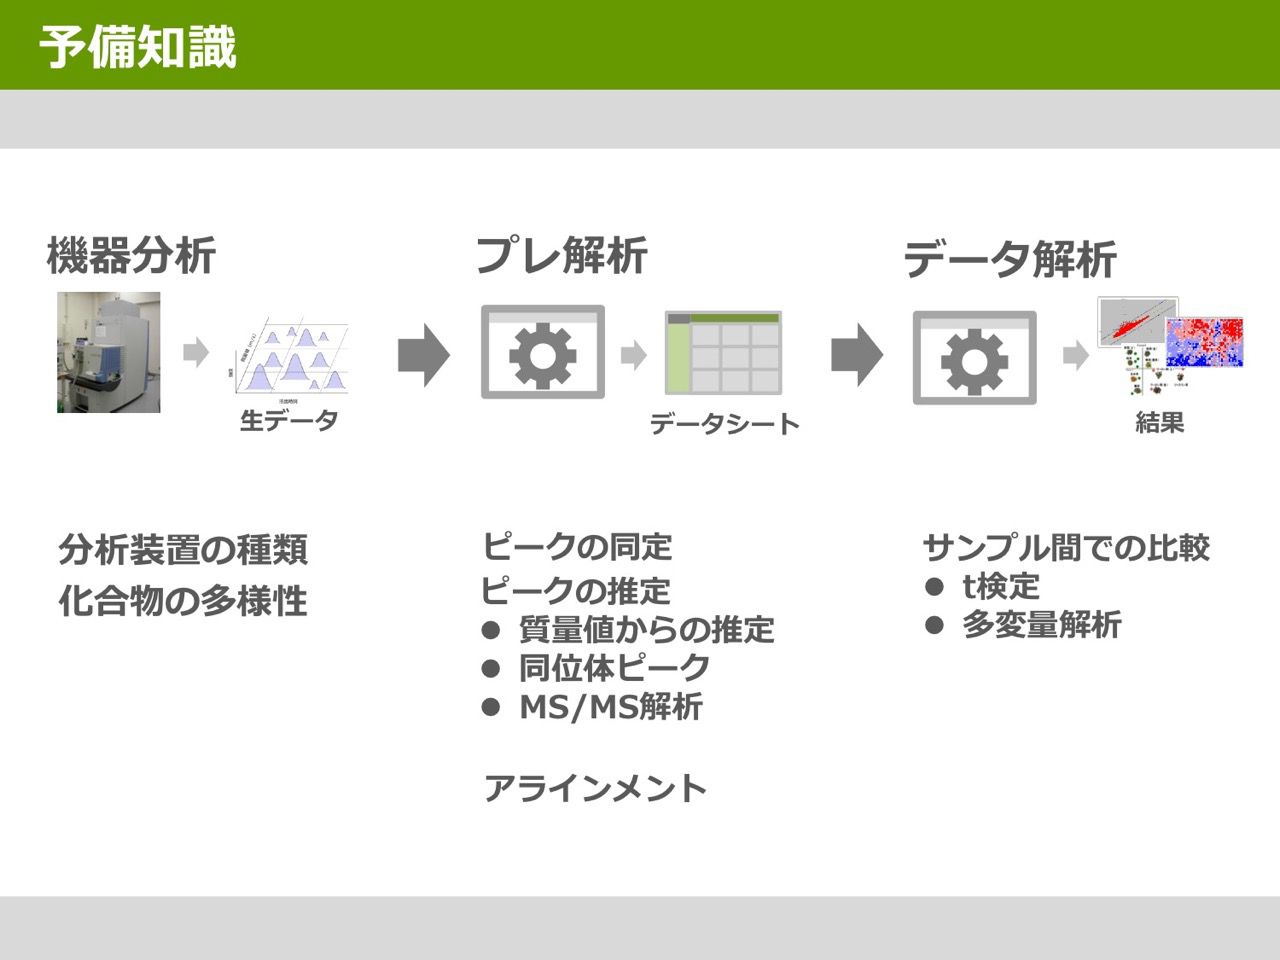 予備知識
機器分析
プレ解析
データ解析
生データ
データシート
結果
分析装置の種類
化合物の多様性
ピークの同定
ピークの推定
● 質量値からの推定
● 同位体ピーク
● MS/MS解析
アラインメント
サンプル間での比較
● t検定
● 多変量解析